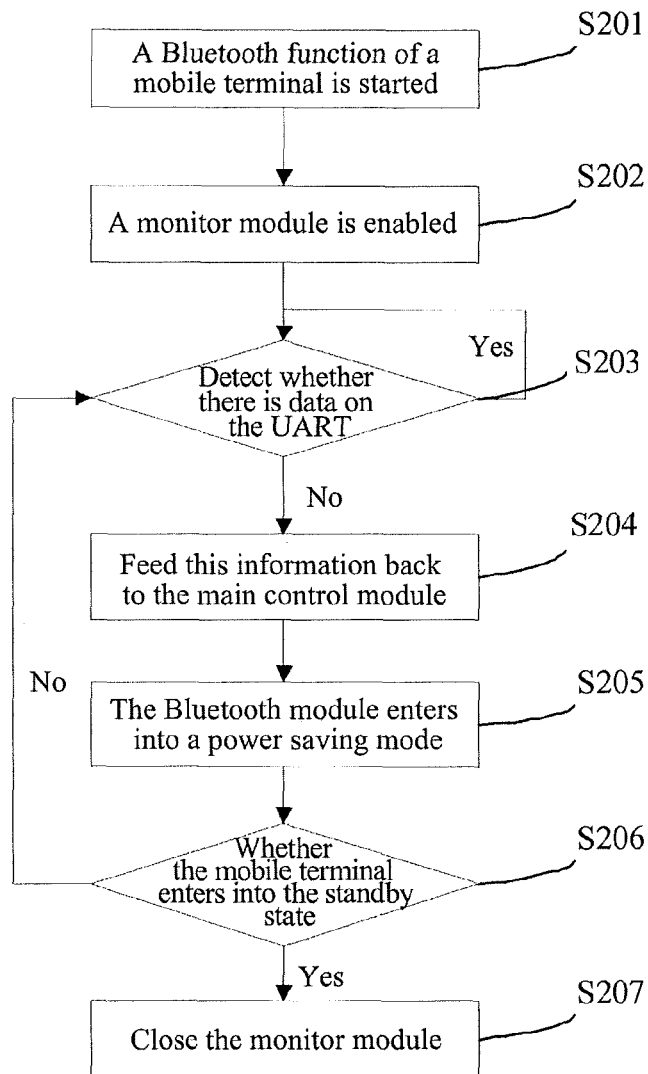 S201
A Bluetooth function of a
mobile terminal is started
S202
A monitor module is enabled
Yes
S203
Detect whether
there is data on
the UART
No
S204
Feed this information back
to the main control module
No
S205
The Bluetooth module enters
into a power saving mode
S206
Whether
the mobile terminal
enters into the standby
state
Yes
S207
Close the monitor module